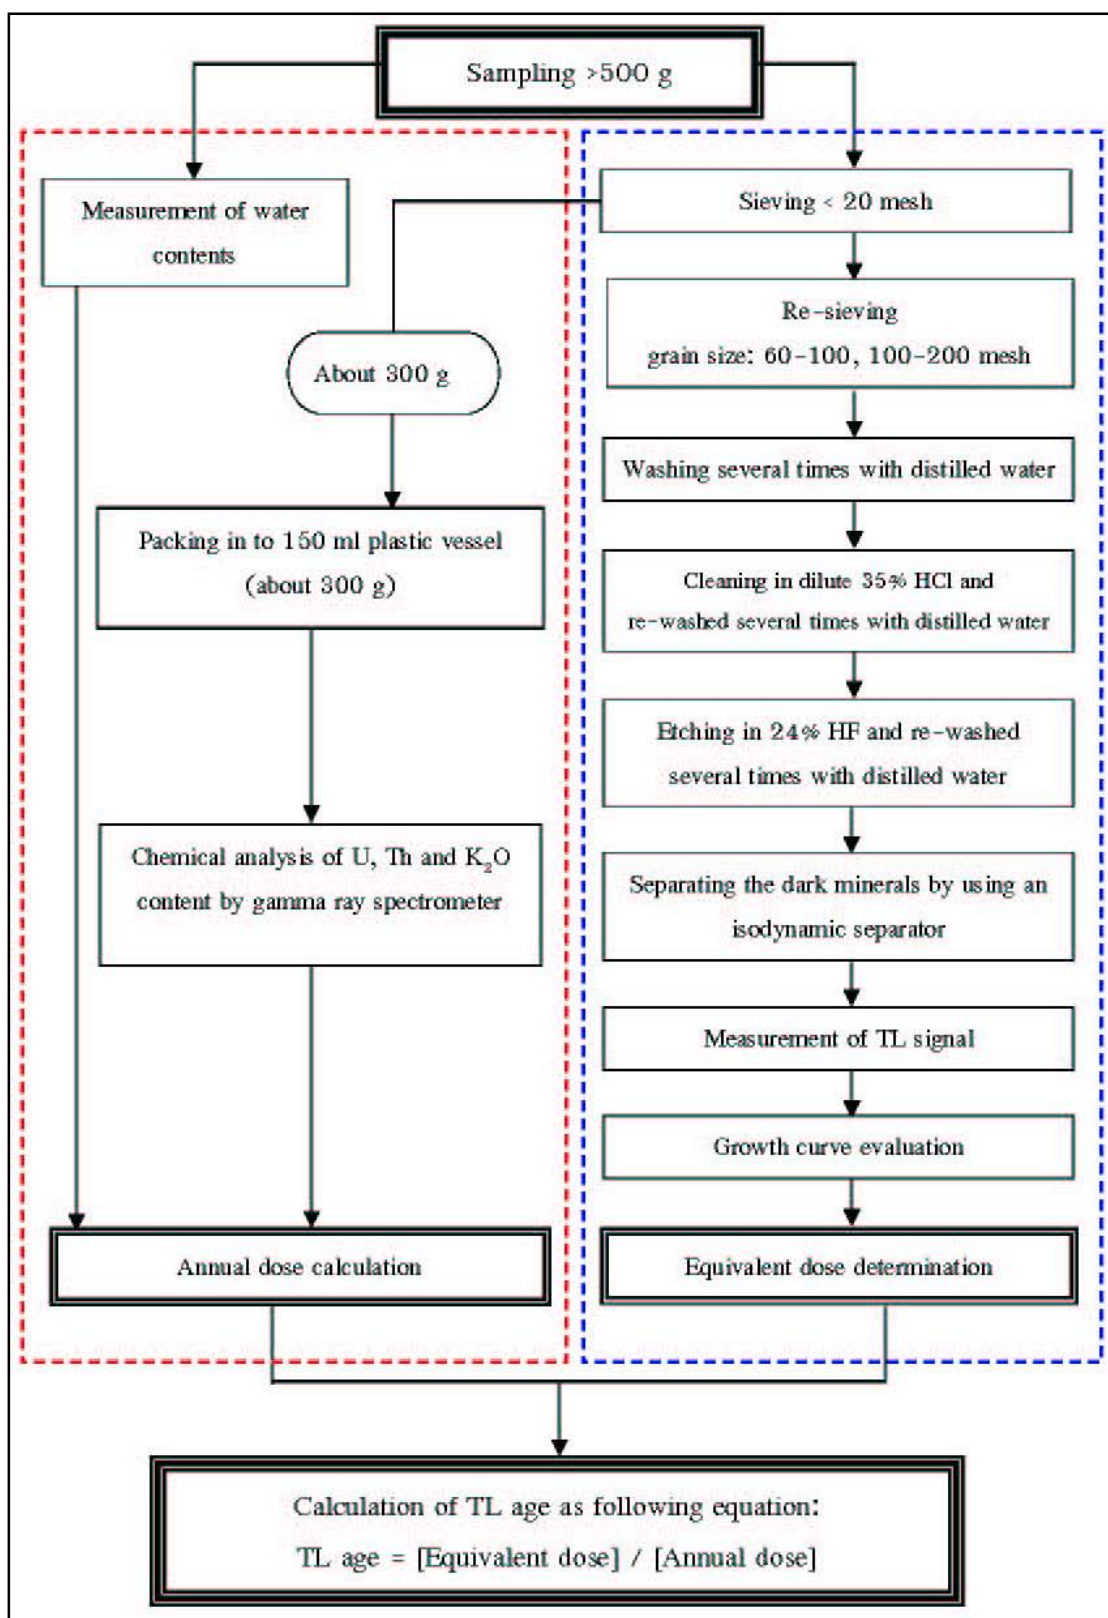 Sampling >500 g
Measurement of water
contents
About 300 g
Packing in to 150 ml plastic vessel
(about 300 g)
Chemical analysis of U, Th and K₂O
content by gamma ray spectrometer
Annual dose calculation
Sieving < 20 mesh
Re-sieving
grain size: 60-100, 100-200 mesh
Washing several times with distilled water
Cleaning in dilute 35% HCl and
re-washed several times with distilled water
Etching in 24% HF and re-washed
several times with distilled water
Separating the dark minerals by using an
isodynamic separator
Measurement of TL signal
Growth curve evaluation
Equivalent dose determination
Calculation of TL age as following equation:
TL age = [Equivalent dose] / [Annual dose]